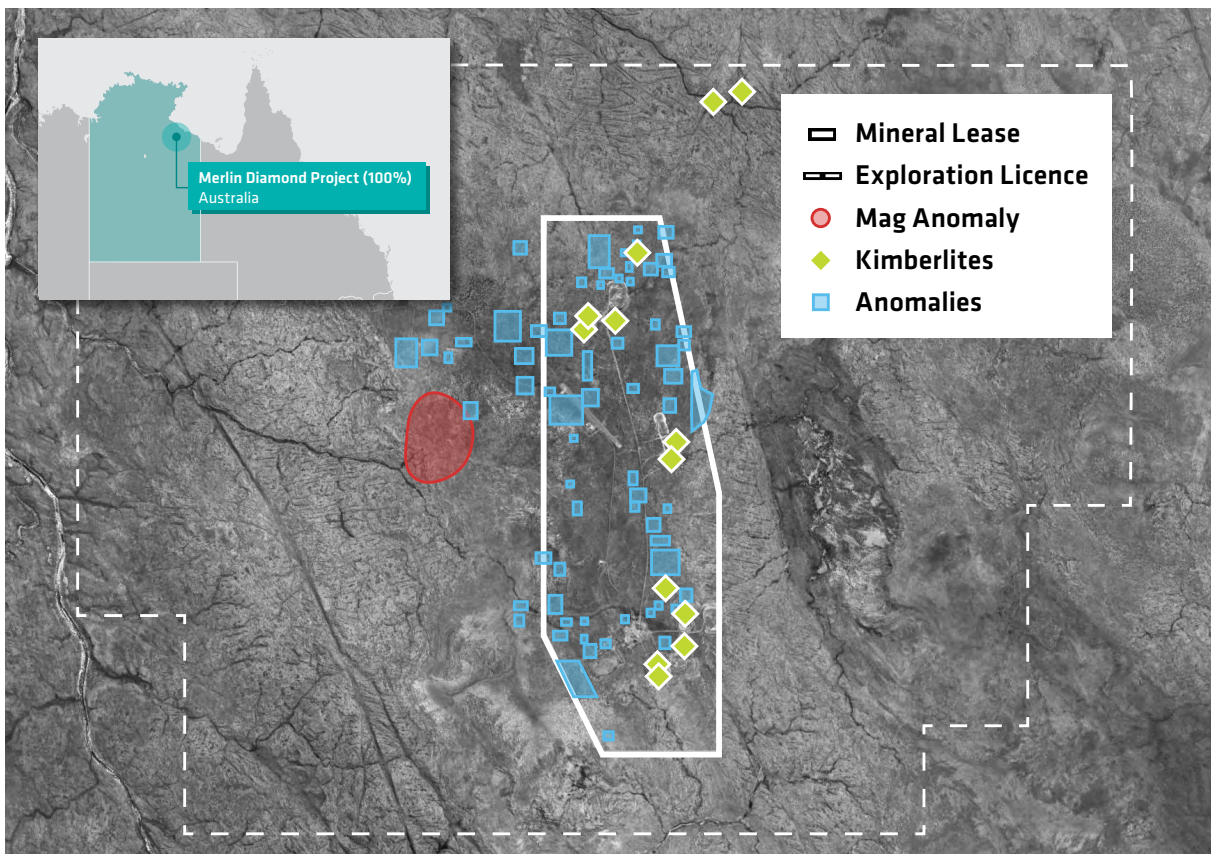 Merlin Diamond Project (100%)
Australia
Mineral Lease
Exploration Licence
Mag Anomaly
Kimberlites
Anomalies